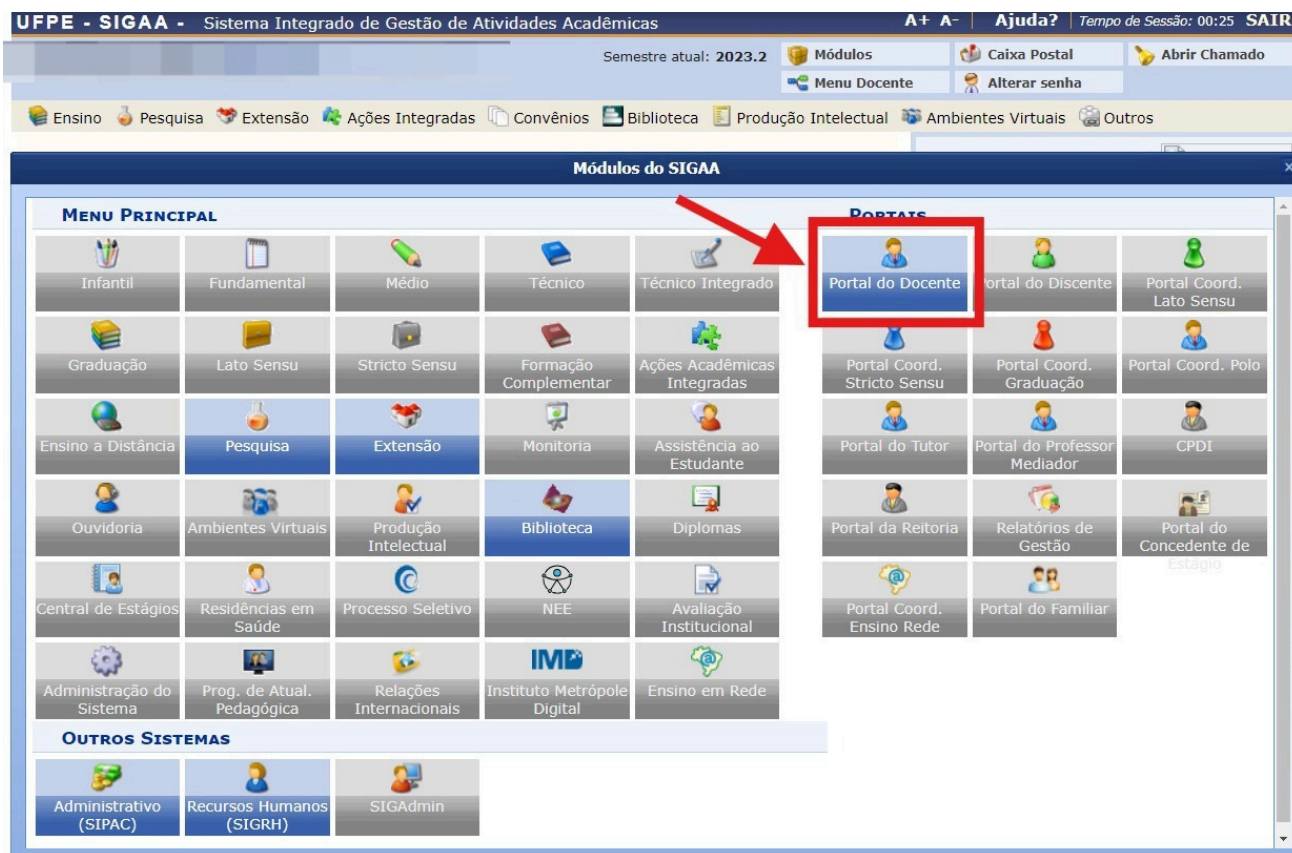 UFPE - SIGAA - Sistema Integrado de Gestão de Atividades Acadêmicas
A+ A- Ajuda? Tempo de Sessão: 00:25 SAIR
Semestre atual: 2023.2
Módulos
Caixa Postal
Abrir Chamado
Menu Docente
Alterar senha
Ensino Pesquisa Extensão Ações Integradas Convênios Biblioteca Produção Intelectual Ambientes Virtuais Outros
Módulos do SIGAA
MENU PRINCIPAL
Infantil
Fundamental
Médio
Técnico
Técnico Integrado
Graduação
Lato Sensu
Stricto Sensu
Formação
Complementar
Ações Acadêmicas
Integradas
Ensino a Distância
Pesquisa
Extensão
Monitoria
Assistência ao
Estudante
Ouvidoria
Ambientes Virtuais
Produção
Intelectual
Biblioteca
Diplomas
Central de Estágios
Residências em
Saúde
Processo Seletivo
NEE
Avaliação
Institucional
Administração do
Sistema
Prog. de Atual.
Pedagógica
Relações
Internacionais
IMD
Instituto Metrópole
Digital
Ensino em Rede
PORTAIS
Portal do Docente
Portal do Discente
Portal Coord.
Lato Sensu
Portal Coord.
Stricto Sensu
Portal Coord.
Graduação
Portal Coord. Polo
Portal do Tutor
Portal do Professor
Mediador
CPDI
Portal da Reitoria
Relatórios de
Gestão
Portal do
Concedente de
Estágio
Portal Coord.
Ensino Rede
Portal do Familiar
OUTROS SISTEMAS
Administrativo
(SIPAC)
Recursos Humanos
(SIGRH)
SIGAdmin